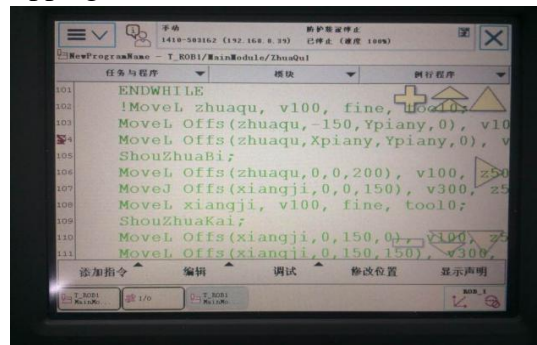 手动 防护装置停止
1410-503162 (192.168.0.39) 已停止 (速度 100%)
NewProgramName - T_ROB1/MainModule/ZhuaQu1
任务与程序 模块 例行程序
101 ENDWHILE
102 !MoveL zhuaqu, v100, fine, tool0;
103 MoveL Offs(zhuaqu,-150,Ypiany,0), v10
MoveL Offs(zhuaqu,Xpiany,Ypiany,0), v
105 ShouZhuaBi;
106 MoveL Offs(zhuaqu,0,0,200), v100, z50
107 MoveJ Offs(xiangji,0,0,150), v300, z5
108 MoveL xiangji, v100, fine, tool0;
109 ShouZhuaKai;
110 MoveL Offs(xiangji,0,150,0), v100, z5
111 MoveL Offs(xiangji,0,150,150), v300,
添加指令 编辑 调试 修改位置 显示声明
T_ROB1 I/O T_ROB1 ROB_1
MainMo MainMo